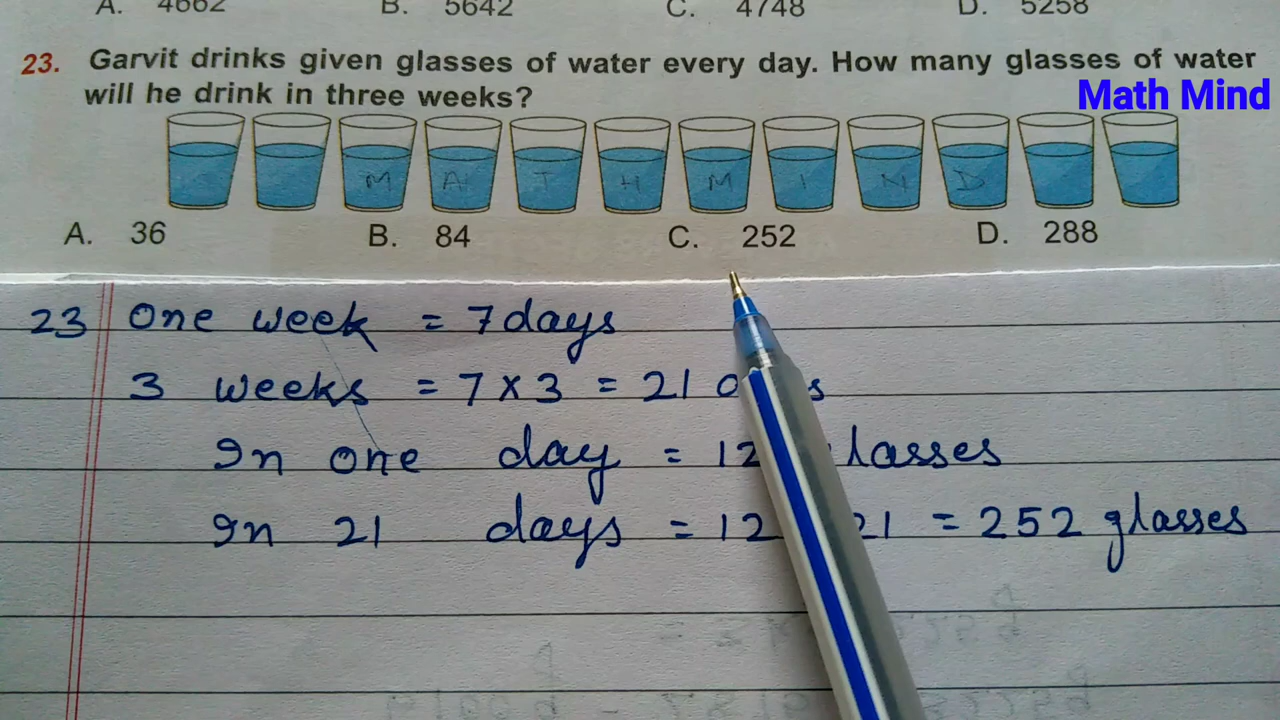 A. 4662 B. 5642 C. 4748 D. 5258
23. Garvit drinks given glasses of water every day. How many glasses of water
will he drink in three weeks?
Math Mind
M A T H M I N D
A. 36 B. 84 C. 252 D. 288
23 One week = 7 days
3 weeks = 7 x 3 = 21
In one day = 12
In 21 days = 12 21 = 252 glasses